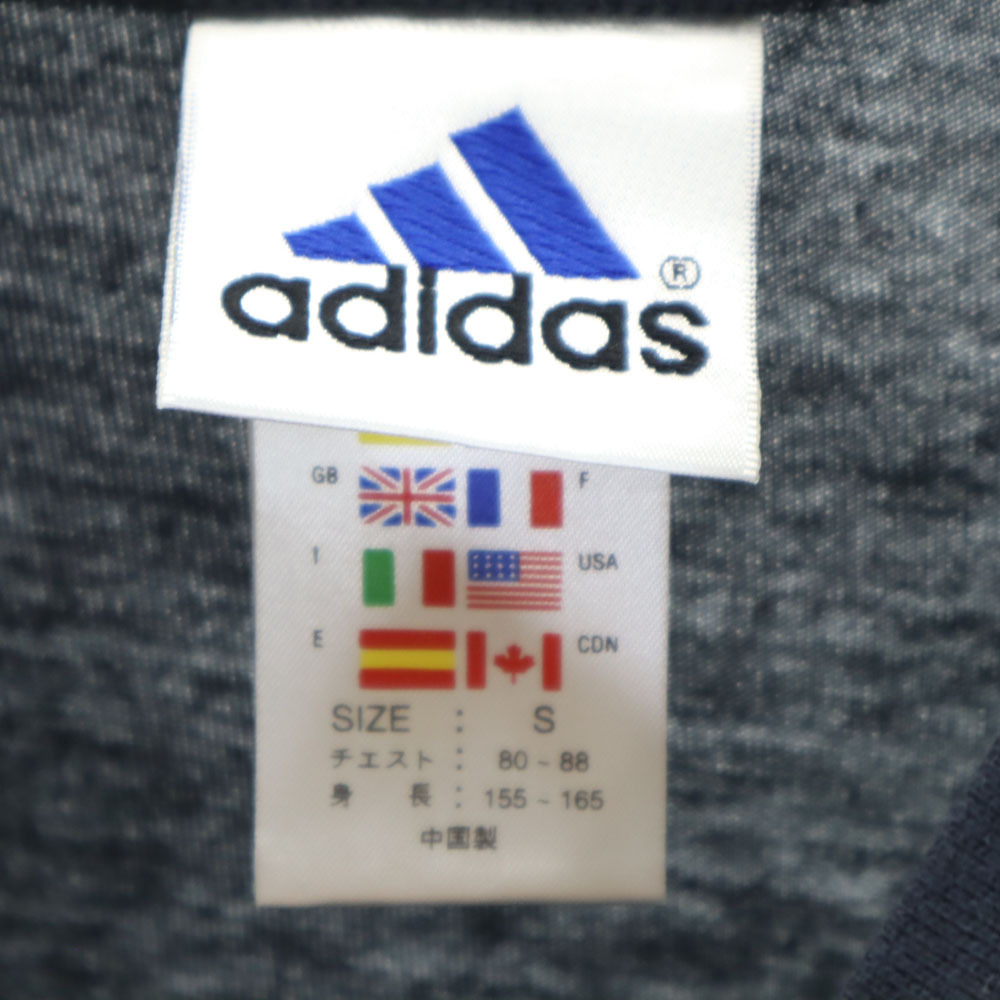 adidas ®
GB F
I USA
E CDN
SIZE : S
チエスト : 80 ~ 88
身 長 : 155 ~ 165
中国製